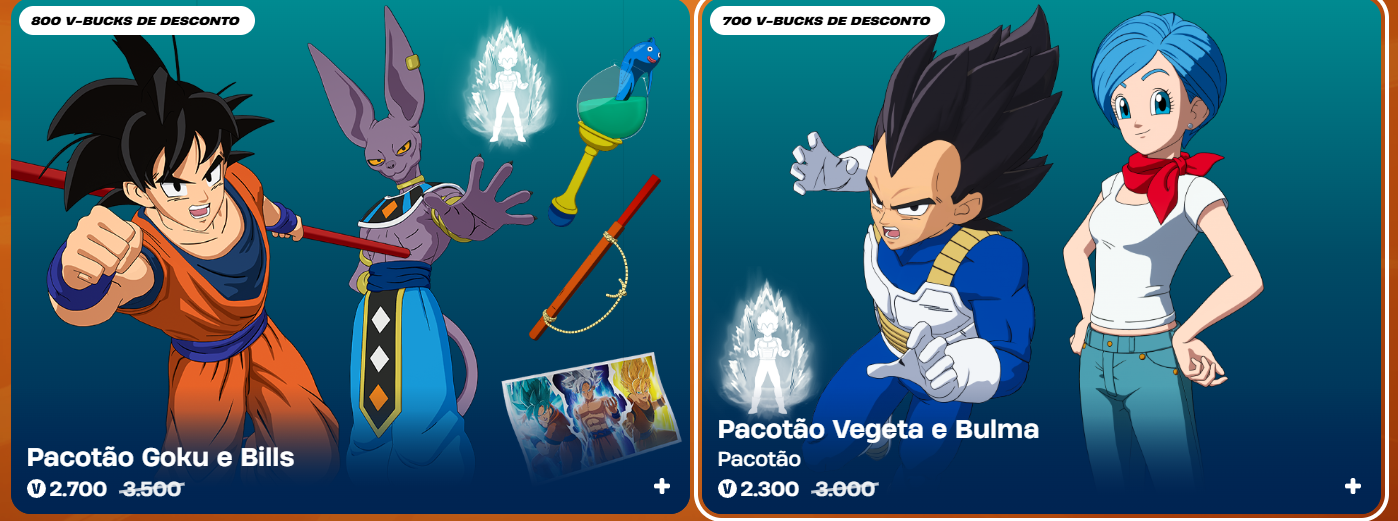 800 V-BUCKS DE DESCONTO
Pacotão Goku e Bills
V 2.700 3.500
700 V-BUCKS DE DESCONTO
Pacotão Vegeta e Bulma
Pacotão
V 2.300 3.000